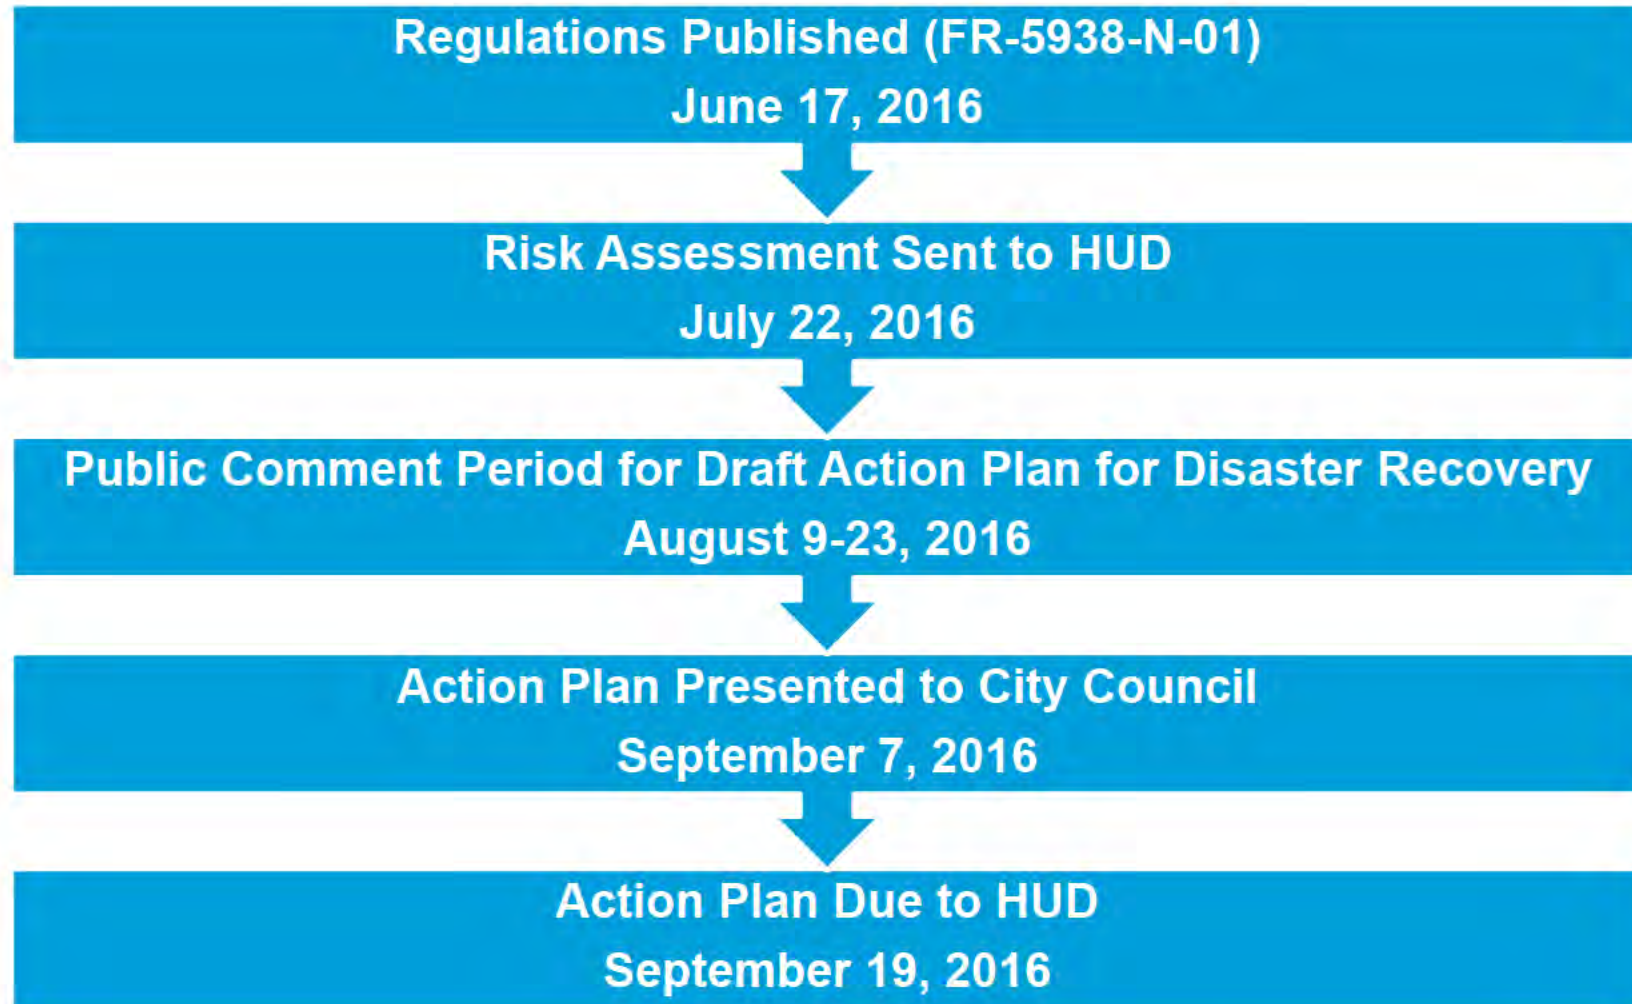 Regulations Published (FR-5938-N-01)
June 17, 2016
Risk Assessment Sent to HUD
July 22, 2016
Public Comment Period for Draft Action Plan for Disaster Recovery
August 9-23, 2016
Action Plan Presented to City Council
September 7, 2016
Action Plan Due to HUD
September 19, 2016